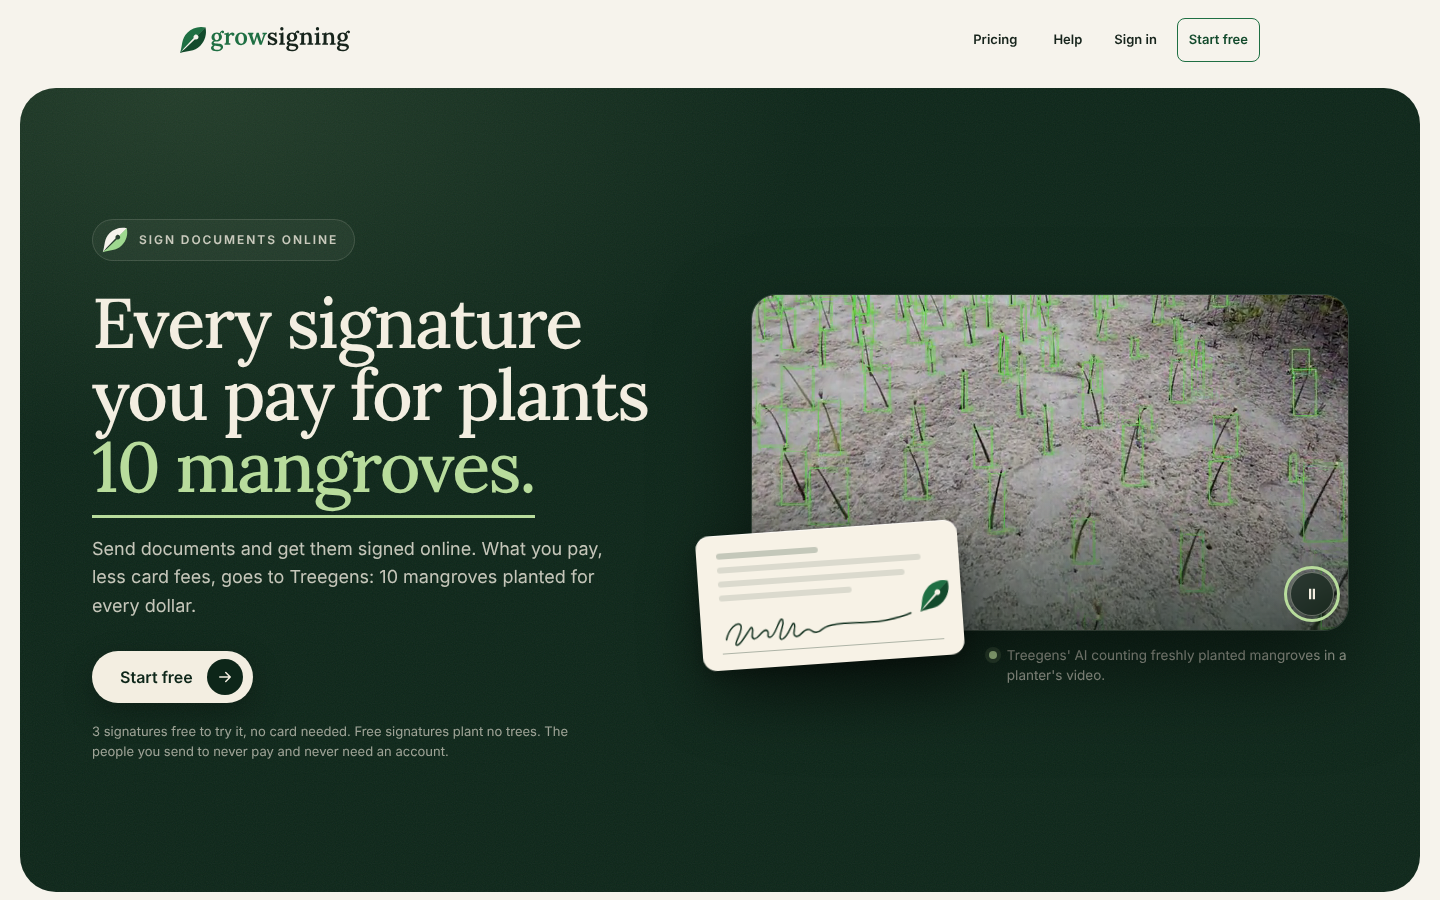 growsigning
Pricing
Help
Sign in
Start free
SIGN DOCUMENTS ONLINE
Every signature
you pay for plants
10 mangroves.
Send documents and get them signed online. What you pay,
less card fees, goes to Treegens: 10 mangroves planted for
every dollar.
Start free
3 signatures free to try it, no card needed. Free signatures plant no trees. The
people you send to never pay and never need an account.
Treegens' AI counting freshly planted mangroves in a
planter's video.